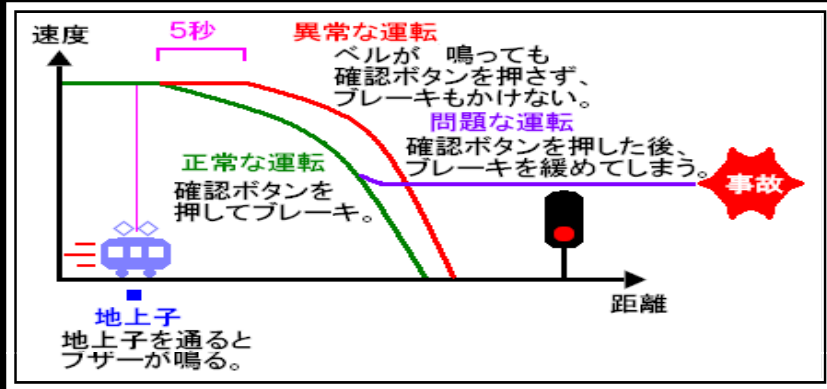 速度
5秒
異常な運転
ベルが 鳴っても
確認ボタンを押さず、
ブレーキもかけない。
問題な運転
確認ボタンを押した後、
ブレーキを緩めてしまう。
正常な運転
確認ボタンを
押してブレーキ。
事故
距離
地上子
地上子を通ると
ブザーが鳴る。